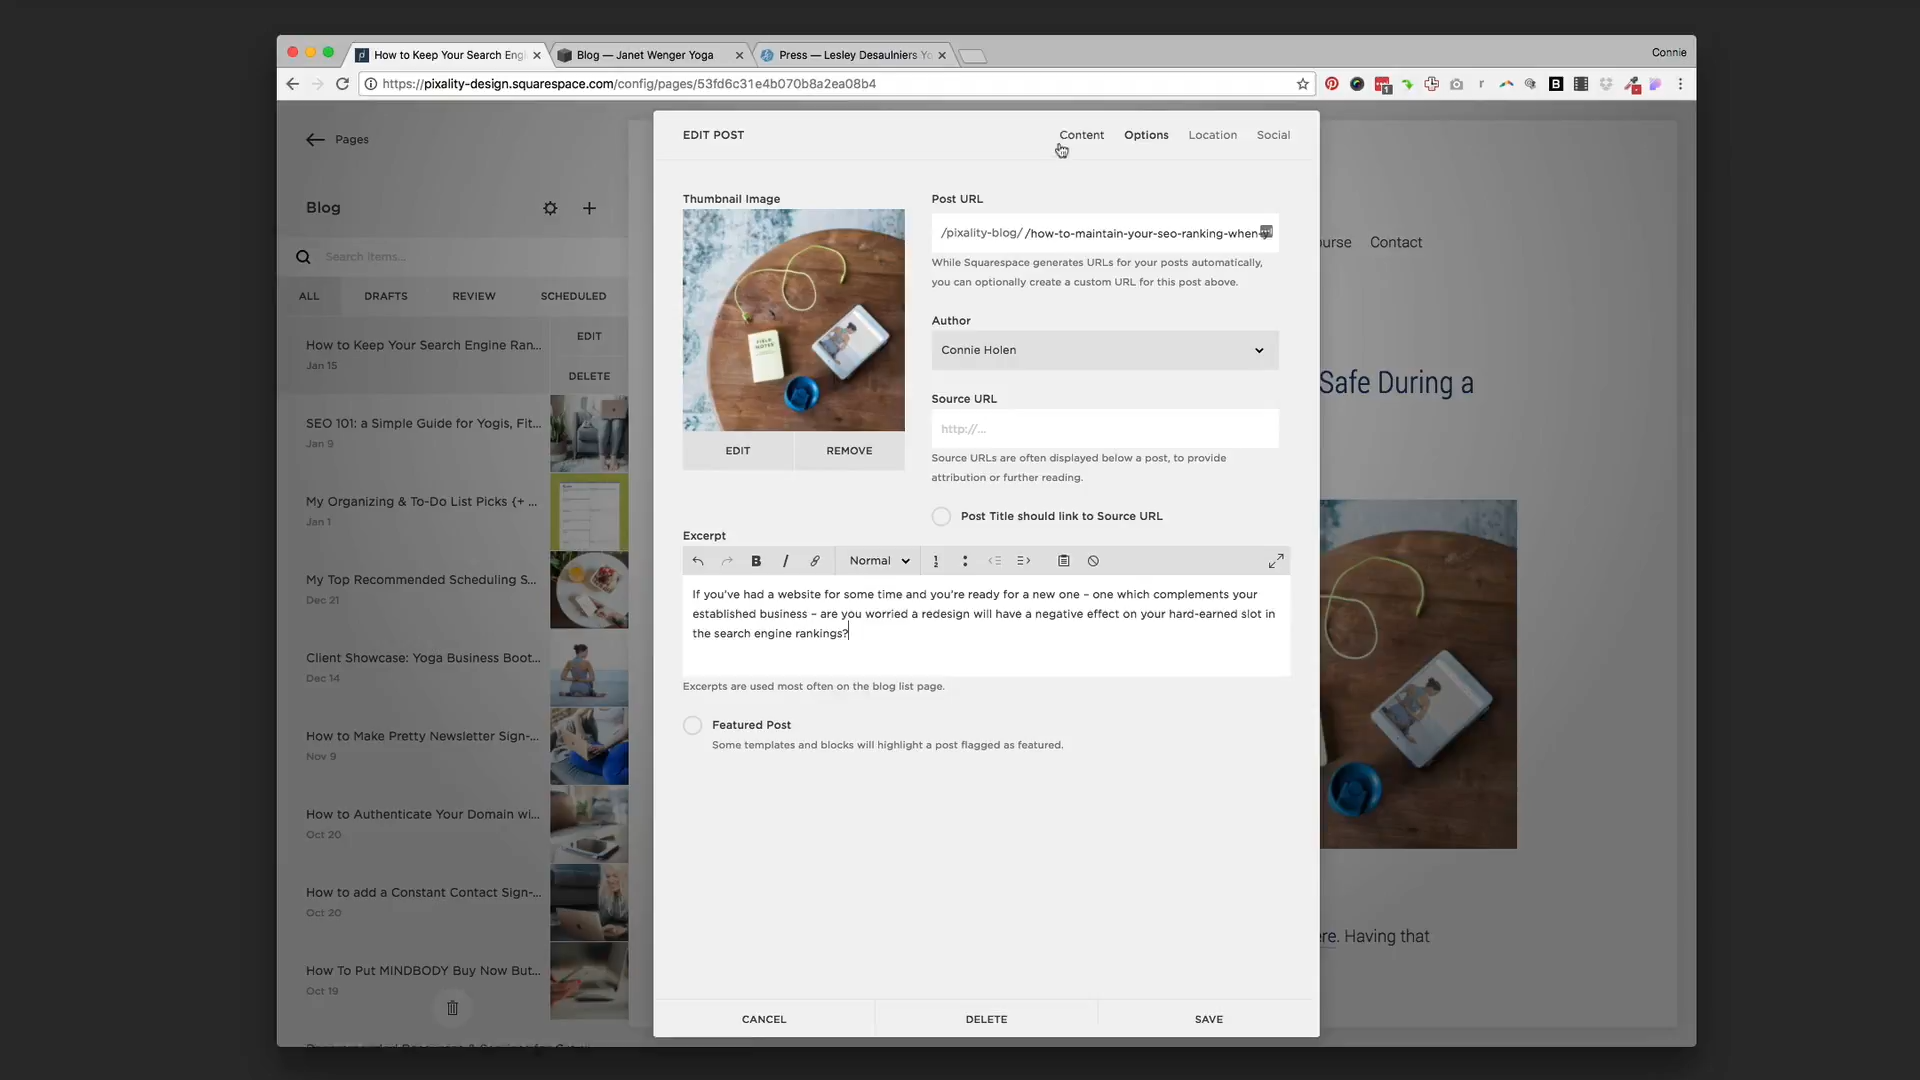 How to Keep Your Search Engi
Blog — Janet Wenger Yoga
Press — Lesley Desaulniers Yo
Connie
https://pixality-design.squarespace.com/config/pages/53fd6c31e4b070b8a2ea08b4
Pages
Blog
Search items...
ALL
DRAFTS
REVIEW
SCHEDULED
How to Keep Your Search Engine Ran...
Jan 15
EDIT
DELETE
SEO 101: a Simple Guide for Yogis, Fit...
Jan 9
My Organizing & To-Do List Picks {+ ...
Jan 1
My Top Recommended Scheduling S...
Dec 21
Client Showcase: Yoga Business Boot...
Dec 14
How to Make Pretty Newsletter Sign-...
Nov 9
How to Authenticate Your Domain wi...
Oct 20
How to add a Constant Contact Sign-...
Oct 20
How To Put MINDBODY Buy Now But...
Oct 19
EDIT POST
Content
Options
Location
Social
Thumbnail Image
FIELD NOTES
EDIT
REMOVE
Post URL
/pixality-blog/ /how-to-maintain-your-seo-ranking-when-
While Squarespace generates URLs for your posts automatically,
you can optionally create a custom URL for this post above.
Author
Connie Holen
Source URL
http://...
Source URLs are often displayed below a post, to provide
attribution or further reading.
Post Title should link to Source URL
Excerpt
Normal
If you've had a website for some time and you're ready for a new one – one which complements your
established business – are you worried a redesign will have a negative effect on your hard-earned slot in
the search engine rankings?
Excerpts are used most often on the blog list page.
Featured Post
Some templates and blocks will highlight a post flagged as featured.
CANCEL
DELETE
SAVE
urse
Contact
Safe During a
ere. Having that